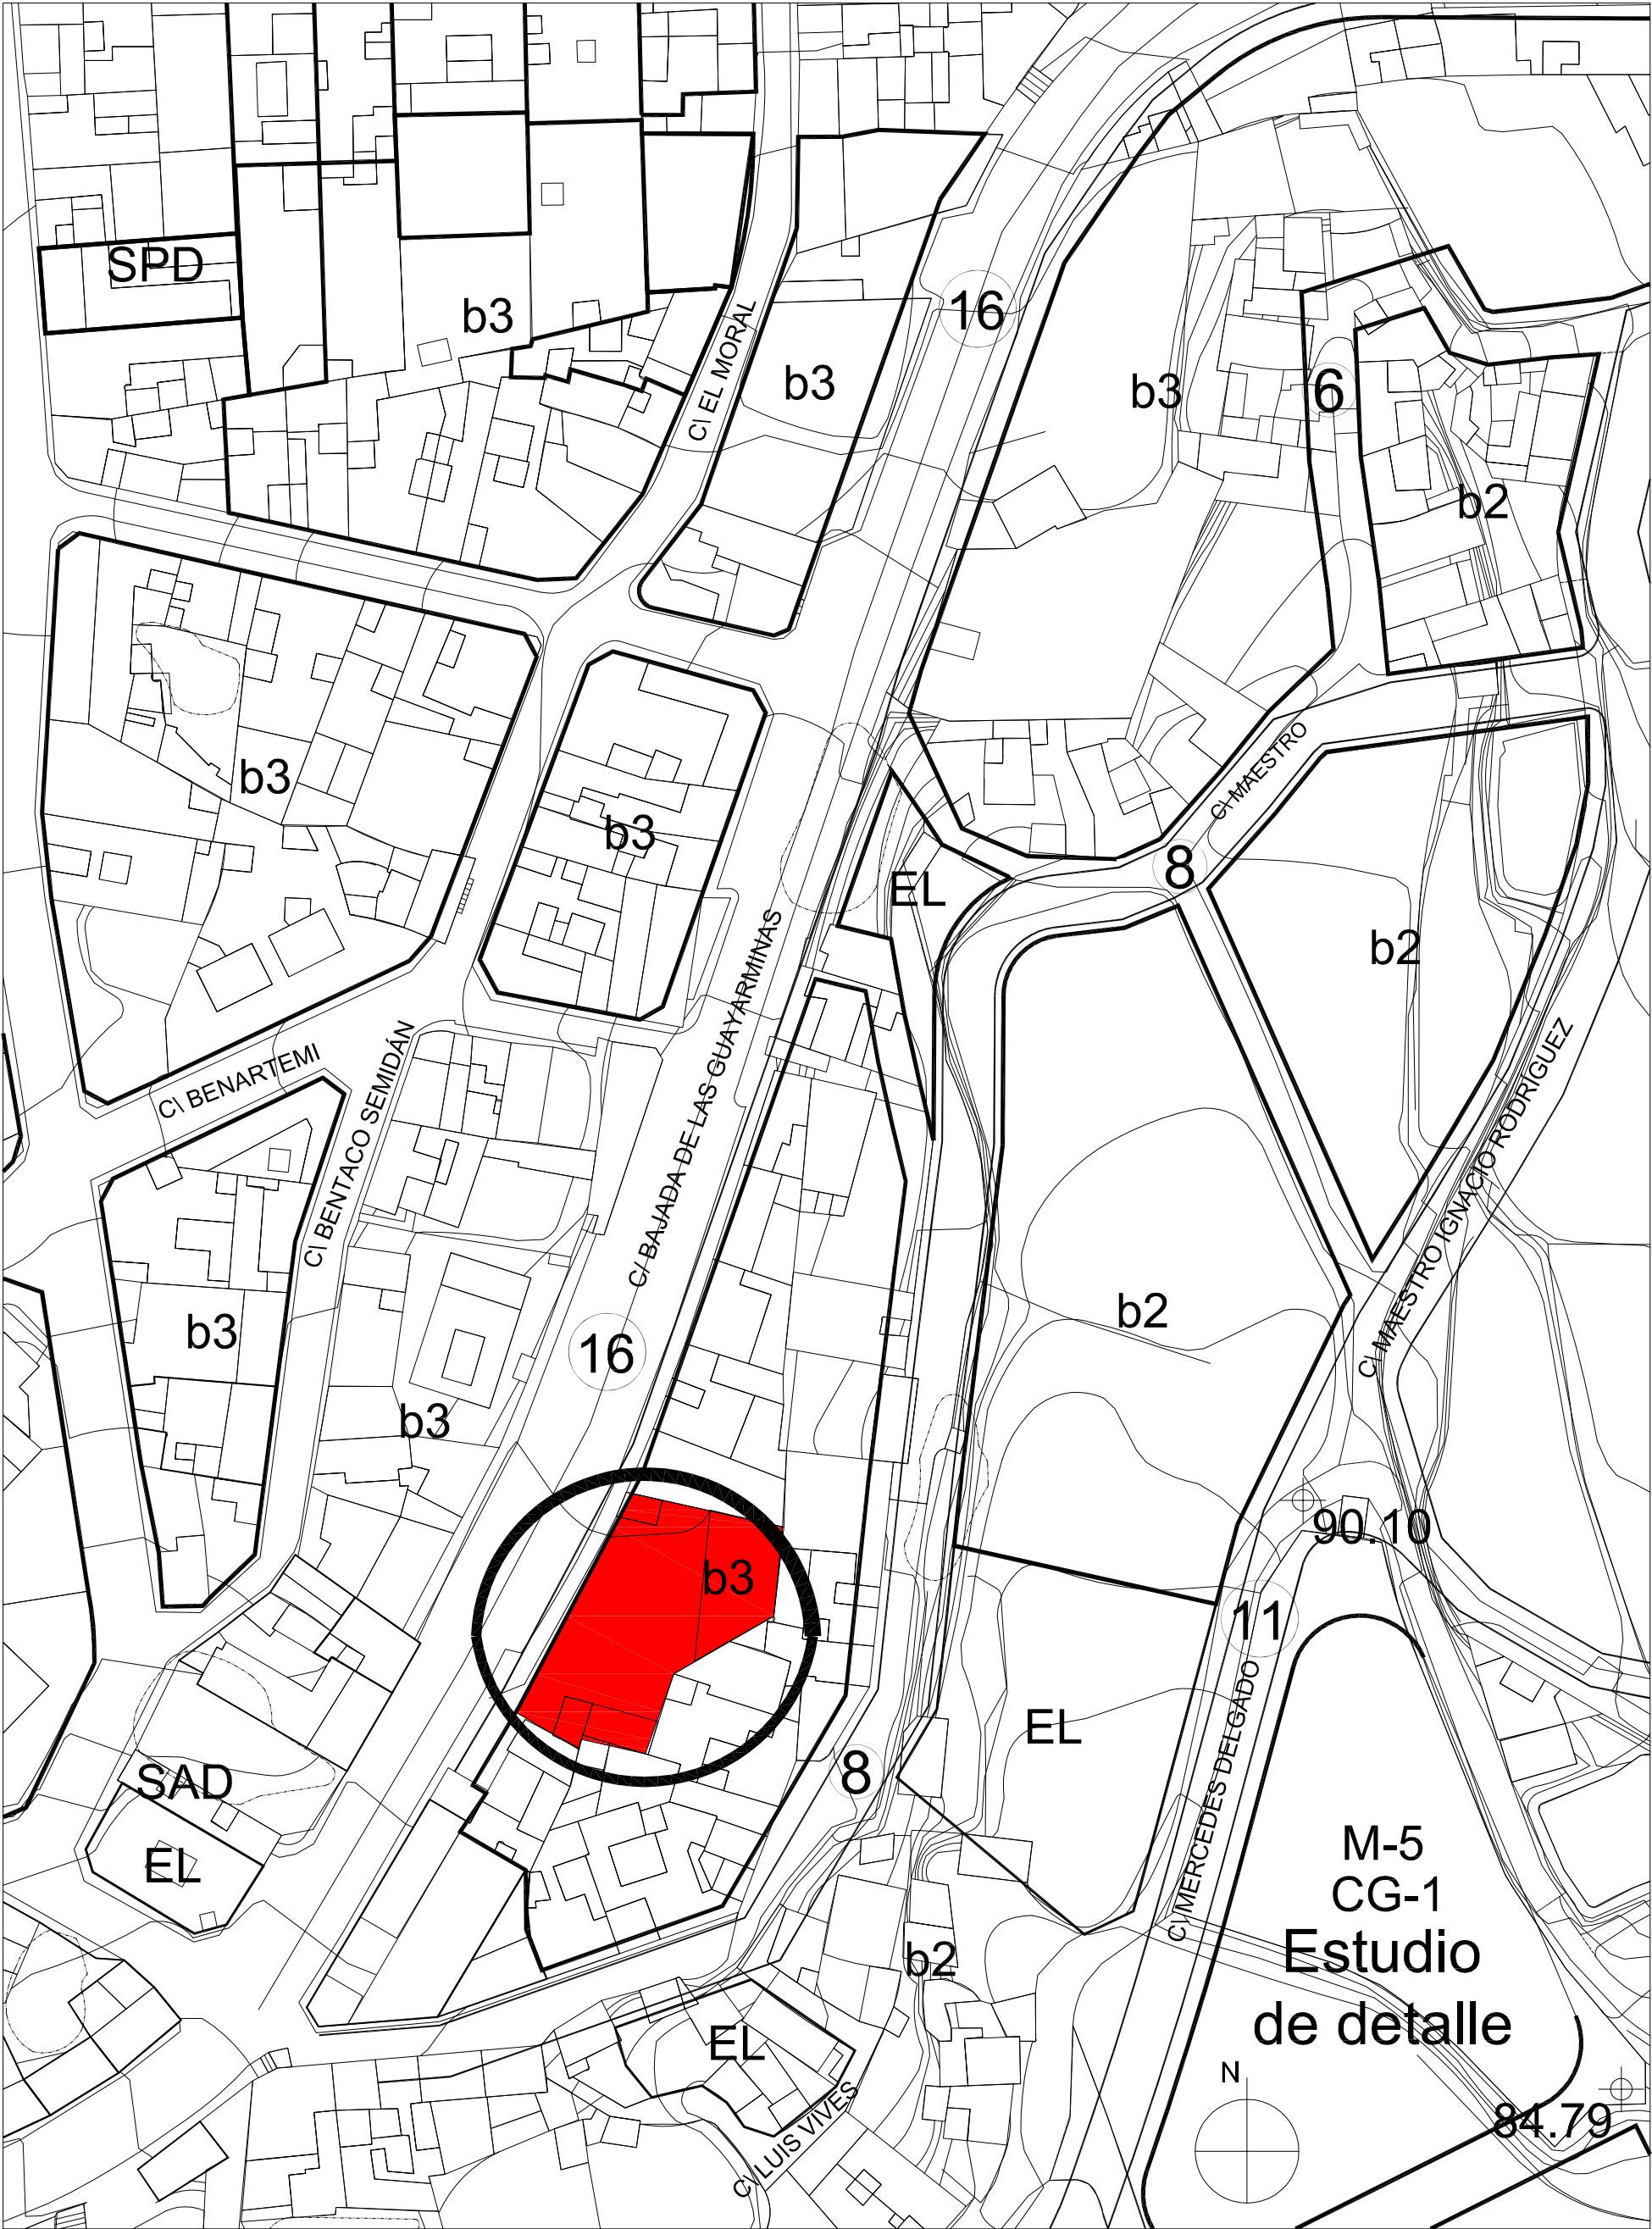 SPD
b3
16
C\ EL MORAL
b3
b3
6
b2
b3
C\ MAESTRO
b3
8
EL
b2
C/ BAJADA DE LAS GUAYARMINAS
C\ BENARTEMI
C\ BENTACO SEMIDÁN
C\ MAESTRO IGNACIO RODRIGUEZ
b2
b3
16
b3
90.10
b3
11
EL
C\ MERCEDES DELGADO
8
SAD
EL
M-5
CG-1
Estudio
de detalle
b2
EL
N
C\ LUIS VIVES
84.79